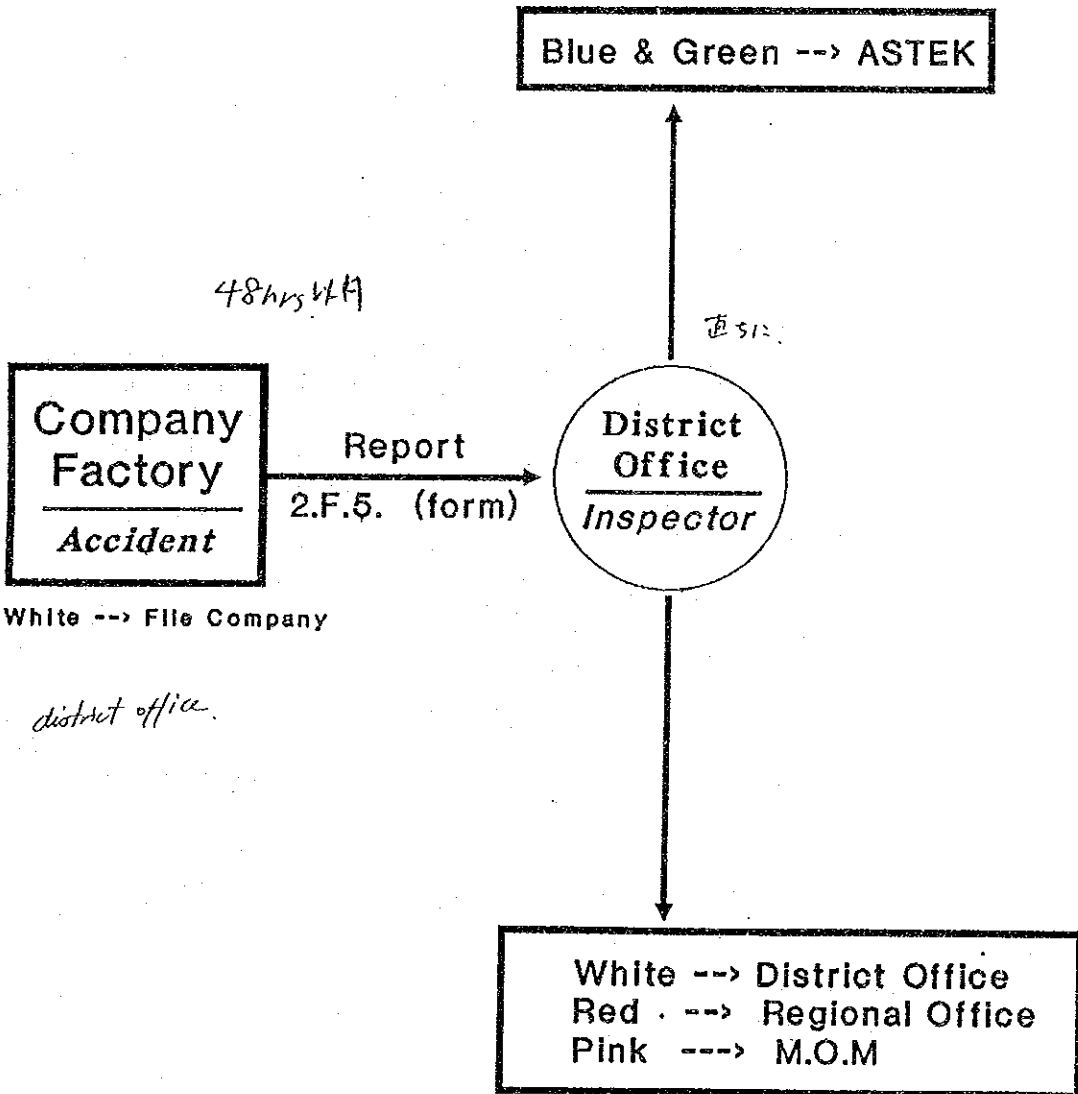 Blue & Green --> ASTEK
48hrs以内
直ちに.
Company
Factory
Accident
Report
2.F.5. (form)
District
Office
Inspector
White --> File Company
district office.
White --> District Office
Red . --> Regional Office
Pink ---> M.O.M